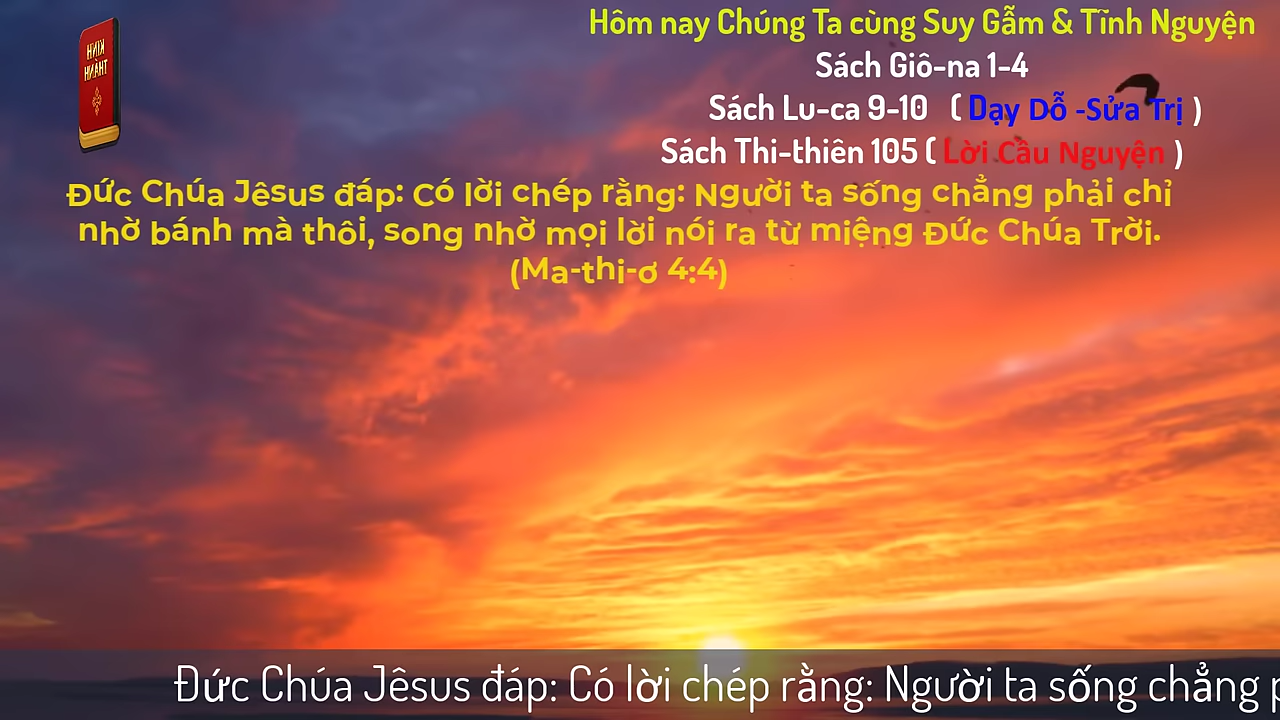 Hôm nay Chúng Ta cùng Suy Gẫm & Tĩnh Nguyện
Sách Giô-na 1-4
Sách Lu-ca 9-10 ( Dạy Dỗ -Sửa Trị )
Sách Thi-thiên 105 ( Lời Cầu Nguyện )
KINH
THÁNH
Đức Chúa Jêsus đáp: Có lời chép rằng: Người ta sống chẳng phải chỉ
nhờ bánh mà thôi, song nhờ mọi lời nói ra từ miệng Đức Chúa Trời.
(Ma-thi-ơ 4:4)
Đức Chúa Jêsus đáp: Có lời chép rằng: Người ta sống chẳng